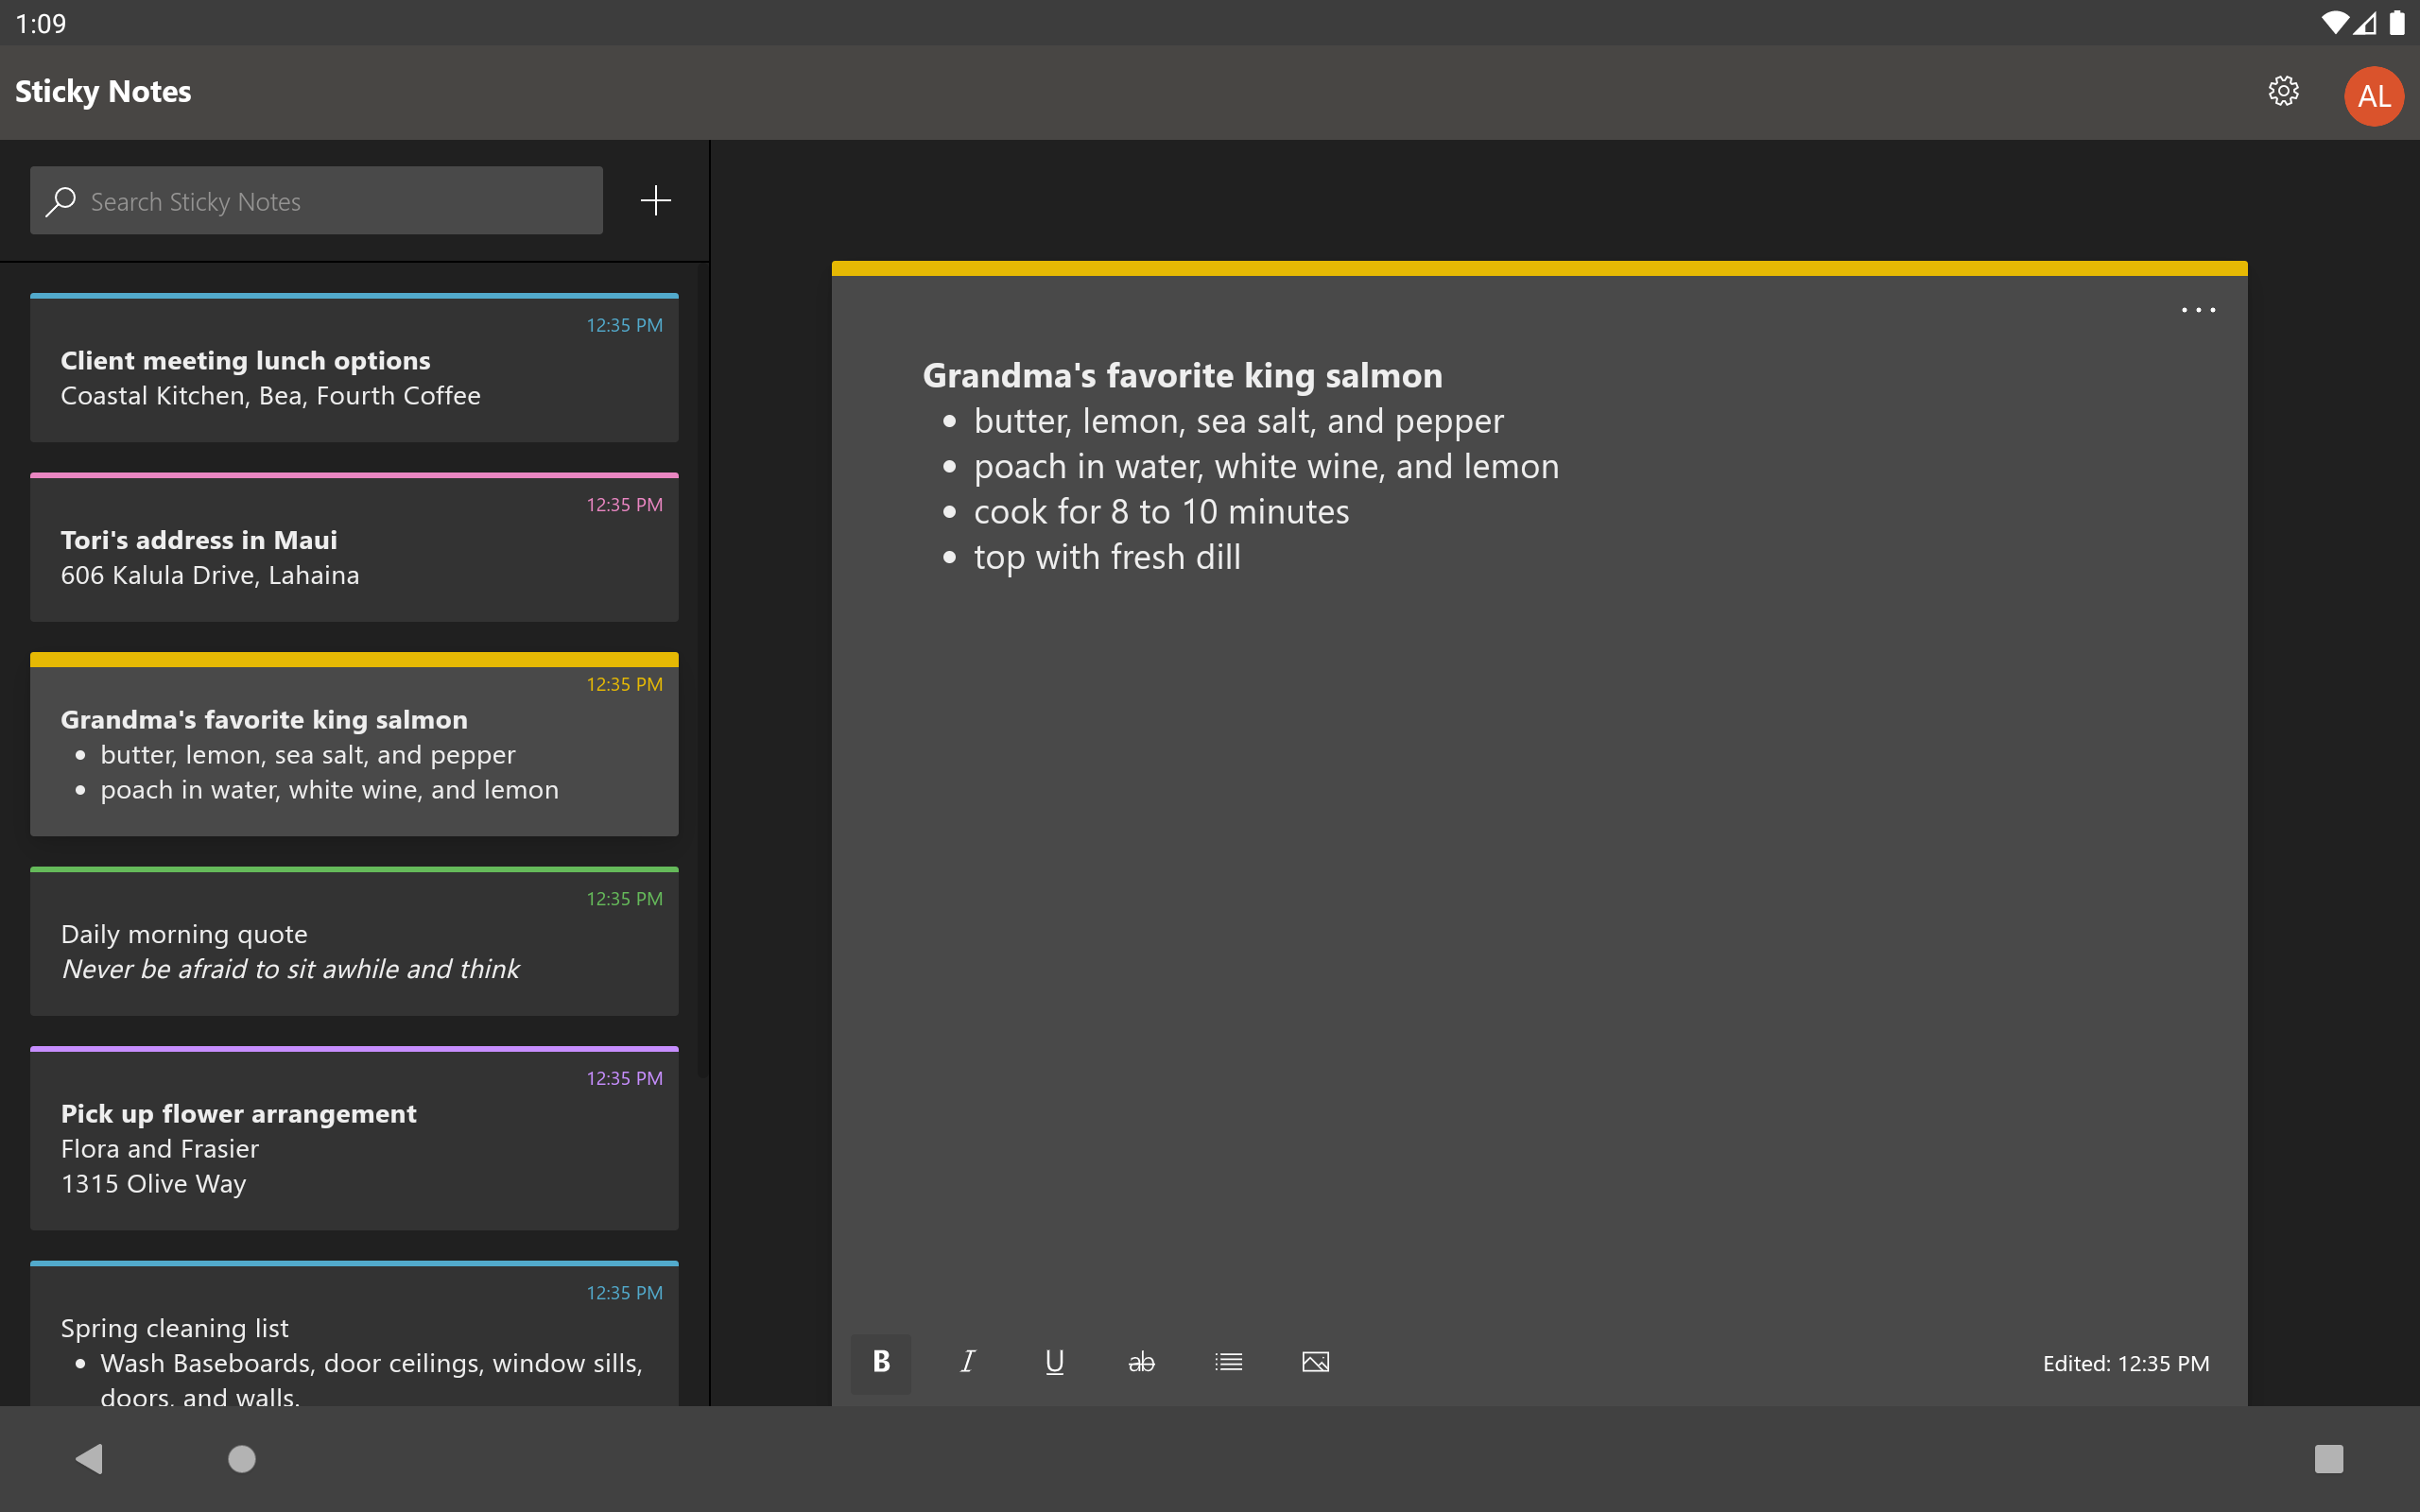 1:09
Sticky Notes
AL
Search Sticky Notes
12:35 PM
Client meeting lunch options
Coastal Kitchen, Bea, Fourth Coffee
12:35 PM
Tori's address in Maui
606 Kalula Drive, Lahaina
12:35 PM
Grandma's favorite king salmon
• butter, lemon, sea salt, and pepper
• poach in water, white wine, and lemon
12:35 PM
Daily morning quote
Never be afraid to sit awhile and think
12:35 PM
Pick up flower arrangement
Flora and Frasier
1315 Olive Way
12:35 PM
Spring cleaning list
• Wash Baseboards, door ceilings, window sills,
doors, and walls.
Grandma's favorite king salmon
• butter, lemon, sea salt, and pepper
• poach in water, white wine, and lemon
• cook for 8 to 10 minutes
• top with fresh dill
B I U ab
Edited: 12:35 PM